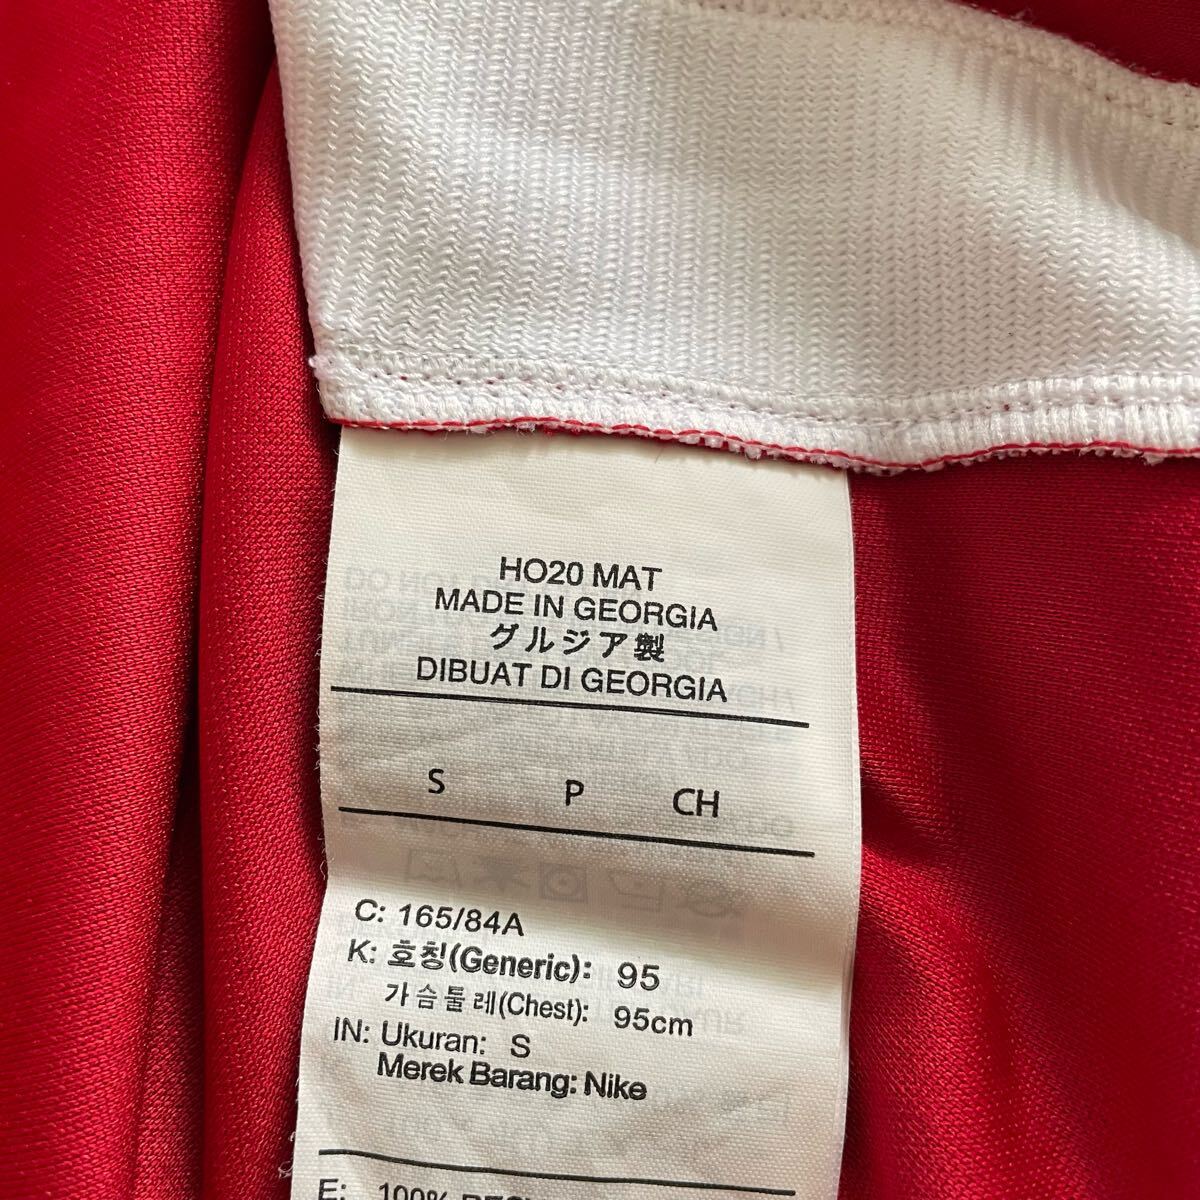 HO20 MAT
MADE IN GEORGIA
グルジア製
DIBUAT DI GEORGIA
S P CH
C: 165/84A
K: 호칭(Generic): 95
가슴둘레(Chest): 95cm
IN: Ukuran: S
Merek Barang: Nike
E: 100%